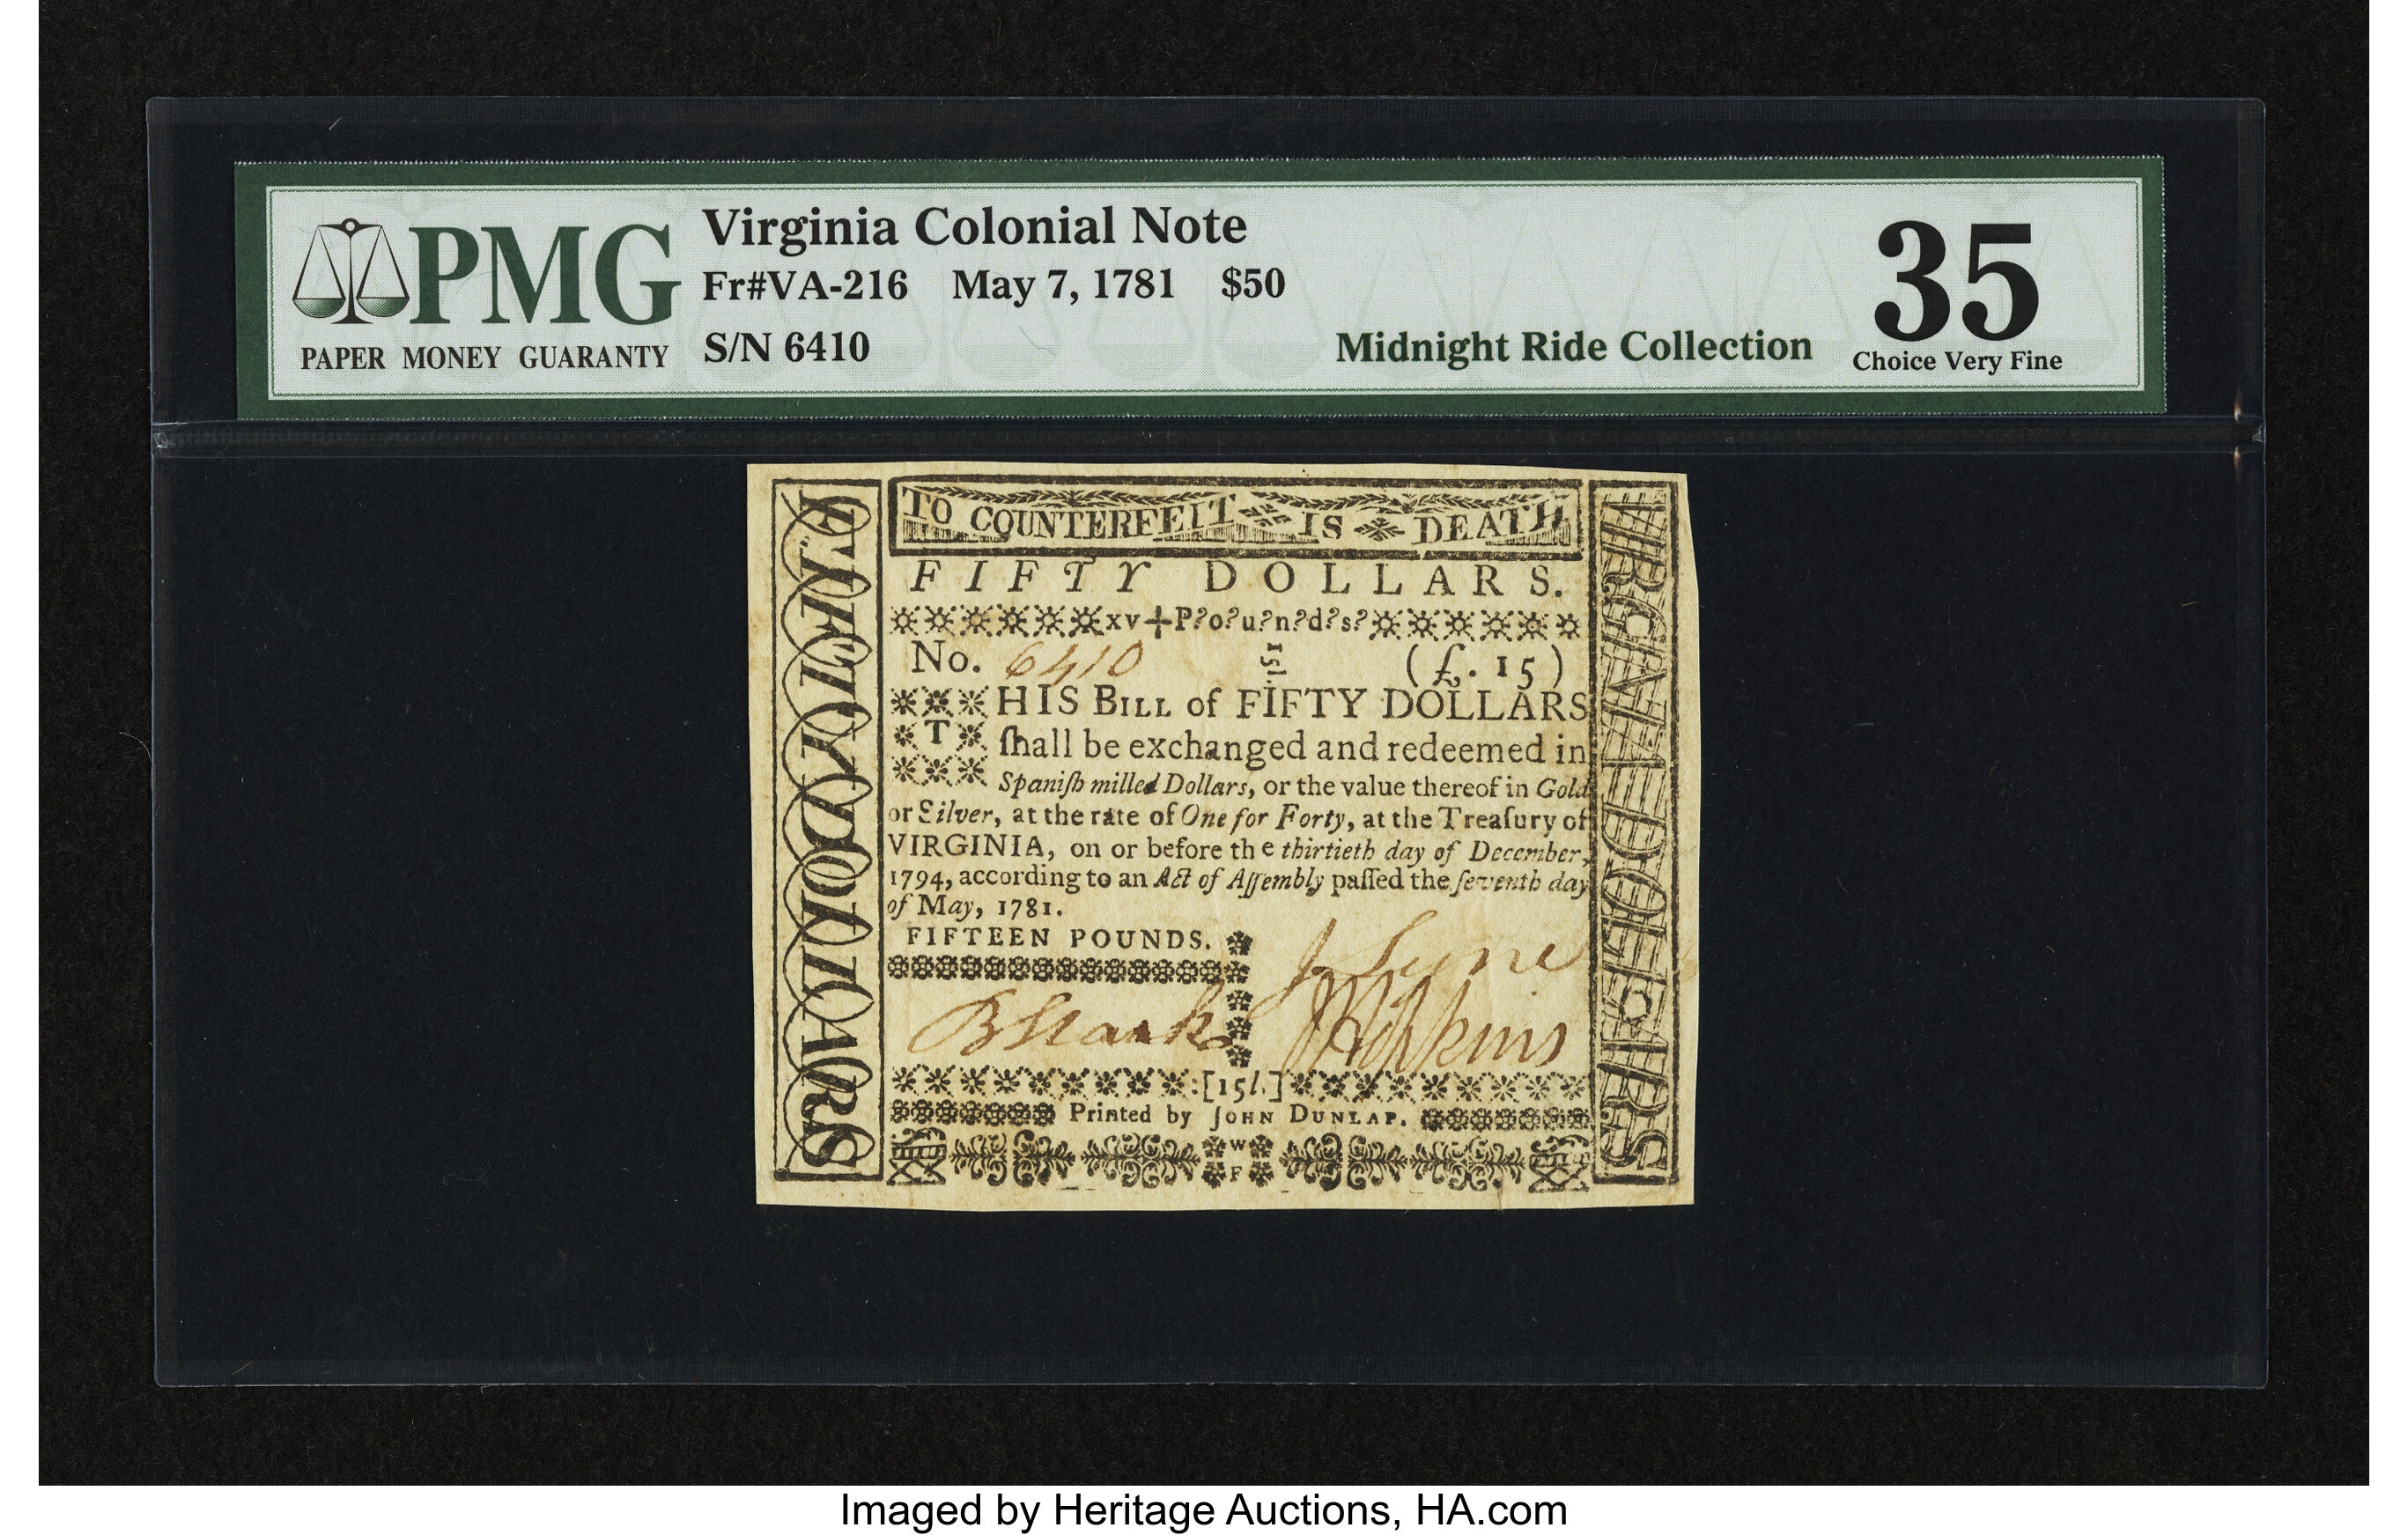 PMG
PAPER MONEY GUARANTY
Virginia Colonial Note
Fr#VA-216 May 7, 1781 $50
S/N 6410
Midnight Ride Collection
35
Choice Very Fine
FIFTY DOLLARS
TO COUNTERFEIT IS DEATH
FIFTY DOLLARS.
xv+P?o?u?n?d?s?
No. 6410 15l. (£. 15)
THIS BILL of FIFTY DOLLARS
ſhall be exchanged and redeemed in
Spaniſh milled Dollars, or the value thereof in Gold
or Silver, at the rate of One for Forty, at the Treaſury of
VIRGINIA, on or before the thirtieth day of December,
1794, according to an Act of Aſſembly paſſed the ſeventh day
of May, 1781.
FIFTEEN POUNDS.
J Lyne
B Stark
J Hopkins
:[15l.]
Printed by JOHN DUNLAP.
W
F
Imaged by Heritage Auctions, HA.com